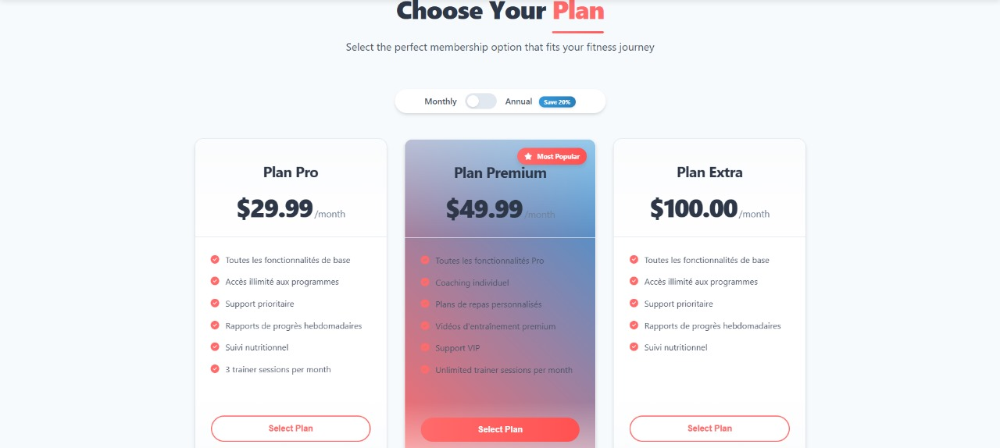 Choose Your Plan
Select the perfect membership option that fits your fitness journey
Monthly Annual Save 20%
Plan Pro
$29.99/month
Toutes les fonctionnalités de base
Accès illimité aux programmes
Support prioritaire
Rapports de progrès hebdomadaires
Suivi nutritionnel
3 trainer sessions per month
Select Plan
Most Popular
Plan Premium
$49.99/month
Toutes les fonctionnalités Pro
Coaching individuel
Plans de repas personnalisés
Vidéos d'entraînement premium
Support VIP
Unlimited trainer sessions per month
Select Plan
Plan Extra
$100.00/month
Toutes les fonctionnalités de base
Accès illimité aux programmes
Support prioritaire
Rapports de progrès hebdomadaires
Suivi nutritionnel
Select Plan